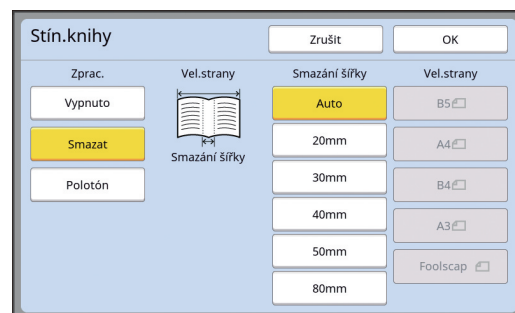 Stín.knihy
Zrušit
OK
Zprac.
Vypnuto
Smazat
Polotón
Vel.strany
Smazání šířky
Smazání šířky
Auto
20mm
30mm
40mm
50mm
80mm
Vel.strany
B5
A4
B4
A3
Foolscap